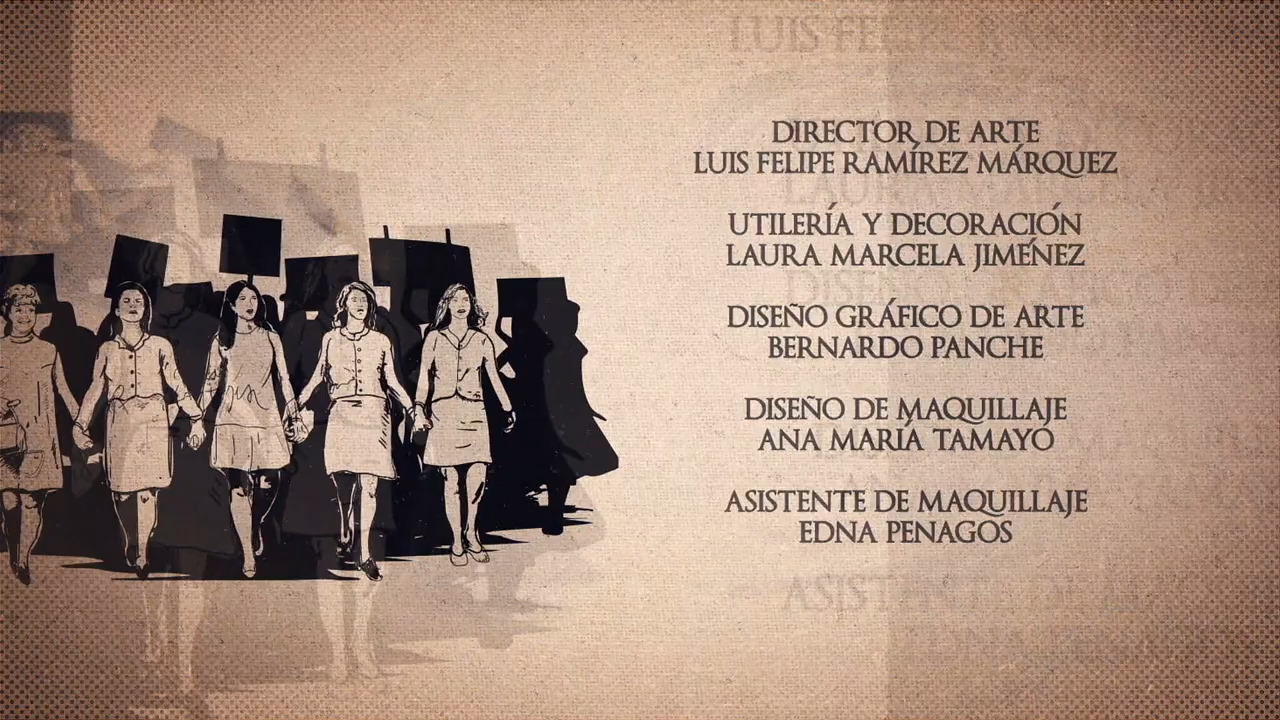 DIRECTOR DE ARTE
LUIS FELIPE RAMÍREZ MÁRQUEZ
UTILERÍA Y DECORACIÓN
LAURA MARCELA JIMÉNEZ
DISEÑO GRÁFICO DE ARTE
BERNARDO PANCHE
DISEÑO DE MAQUILLAJE
ANA MARÍA TAMAYO
ASISTENTE DE MAQUILLAJE
EDNA PENAGOS